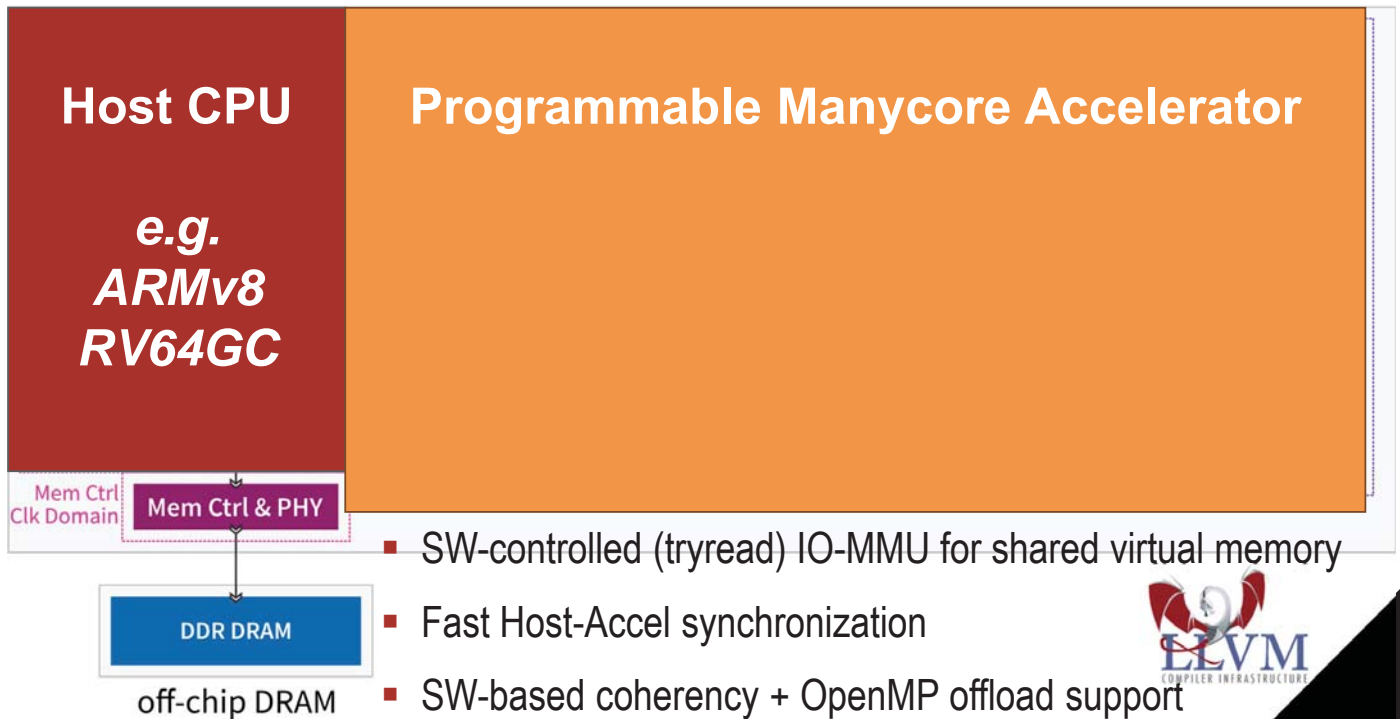 Host CPU
e.g.
ARMv8
RV64GC
Programmable Manycore Accelerator
Mem Ctrl
Clk Domain
Mem Ctrl & PHY
DDR DRAM
off-chip DRAM
▪ SW-controlled (tryread) IO-MMU for shared virtual memory
▪ Fast Host-Accel synchronization
▪ SW-based coherency + OpenMP offload support
LLVM
COMPILER INFRASTRUCTURE